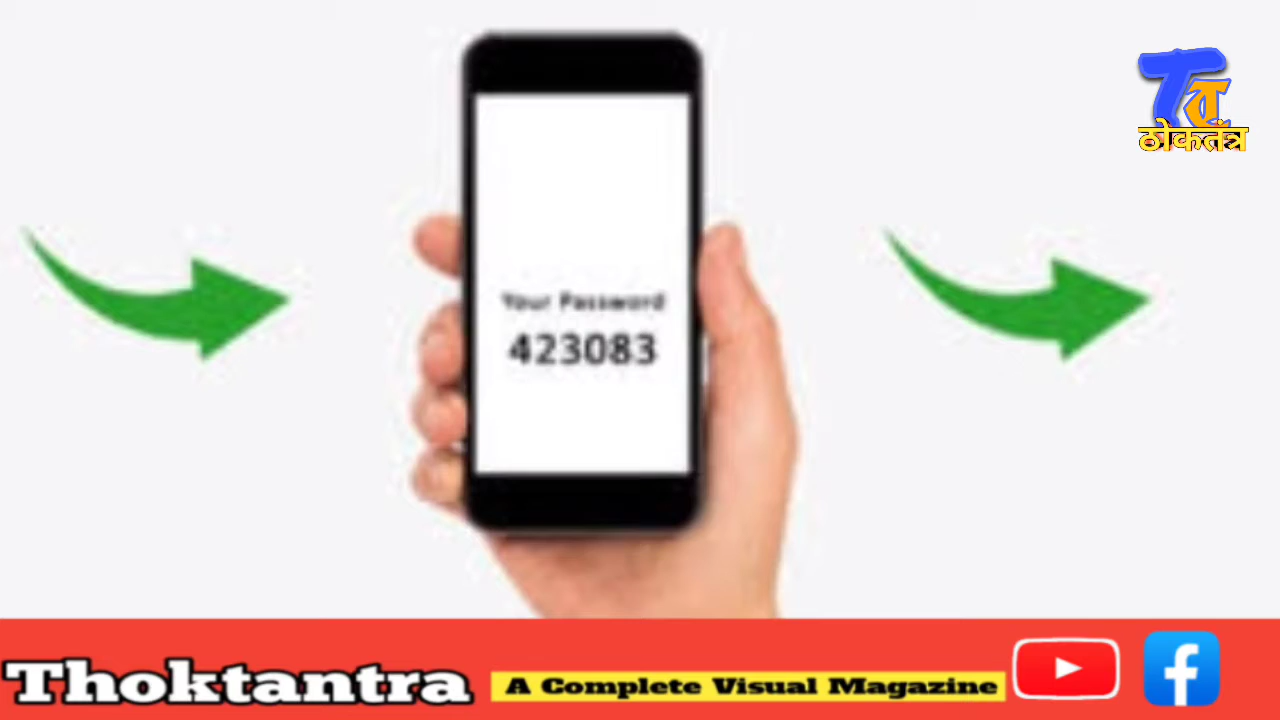 ठोकतंत्र
Your Password
423083
Thoktantra
A Complete Visual Magazine